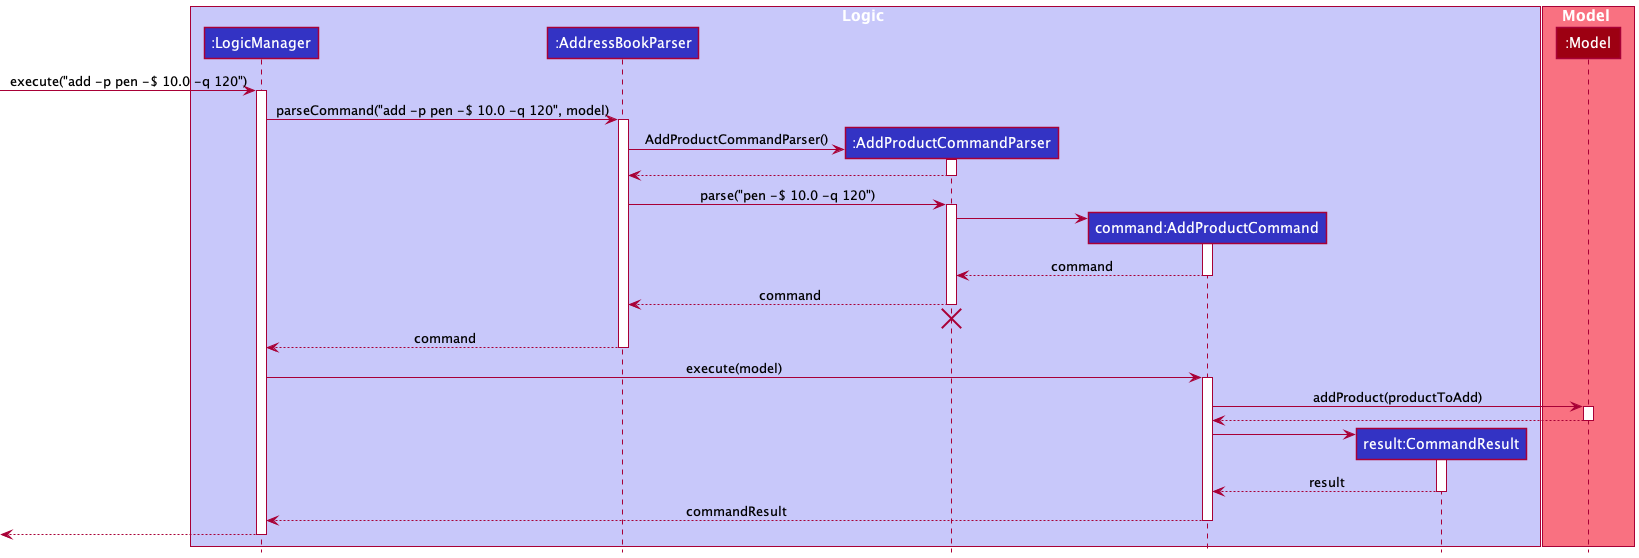 Logic
Model
:LogicManager
:AddressBookParser
:Model
execute("add -p pen -$ 10.0 -q 120")
parseCommand("add -p pen -$ 10.0 -q 120", model)
AddProductCommandParser()
:AddProductCommandParser
parse("pen -$ 10.0 -q 120")
command:AddProductCommand
command
command
command
execute(model)
addProduct(productToAdd)
result:CommandResult
result
commandResult